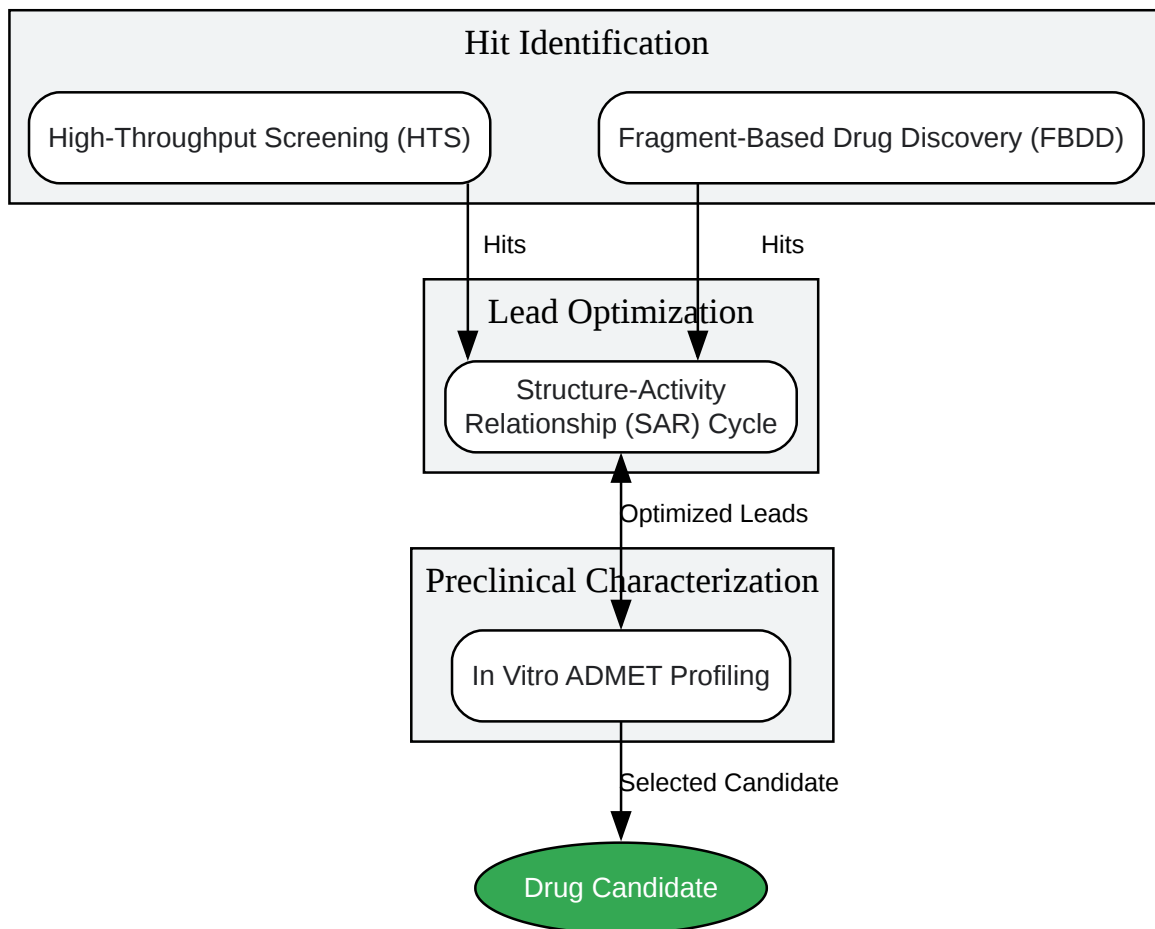 Hit Identification
High-Throughput Screening (HTS)
Fragment-Based Drug Discovery (FBDD)
Hits
Hits
Lead Optimization
Structure-Activity
Relationship (SAR) Cycle
Optimized Leads
Preclinical Characterization
In Vitro ADMET Profiling
Selected Candidate
Drug Candidate